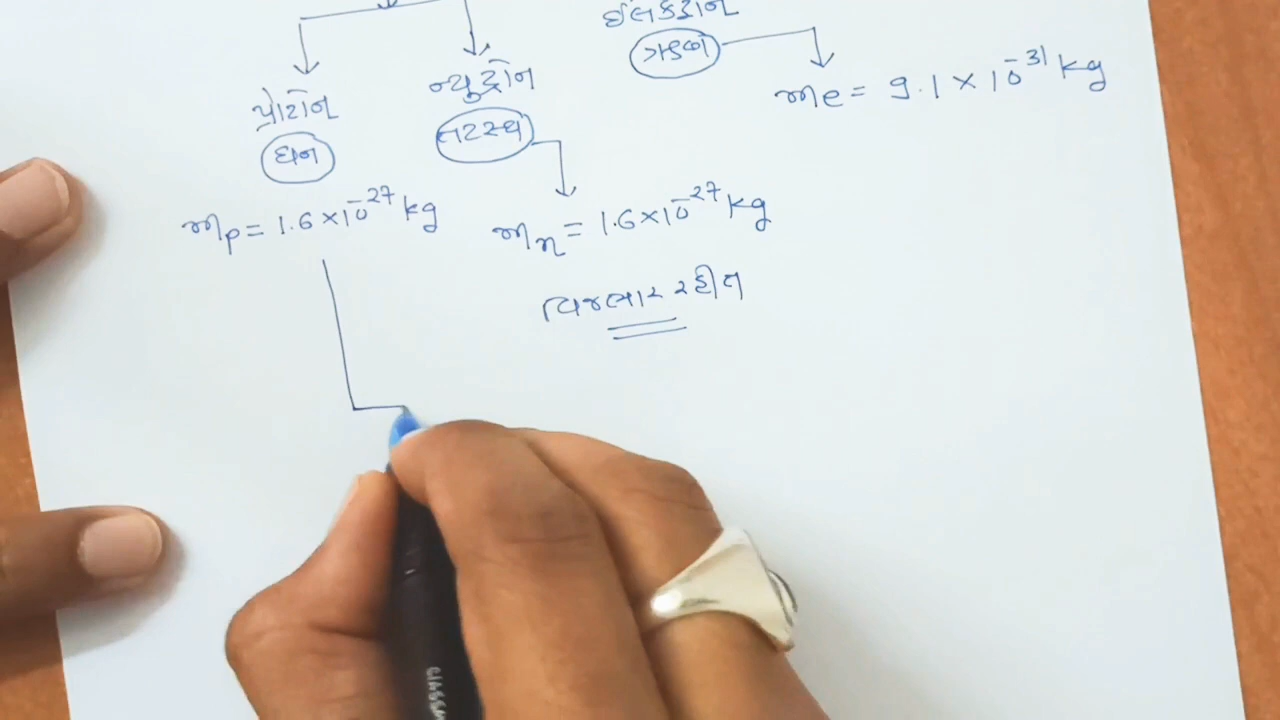 ઈલેક્ટ્રોન
ઋણ
me = 9.1 × 10⁻³¹ kg
પ્રોટોન
ધન
ન્યુટ્રોન
તટસ્થ
mp = 1.6 × 10⁻²⁷ kg
mn = 1.6 × 10⁻²⁷ kg
વિજભાર રહીત